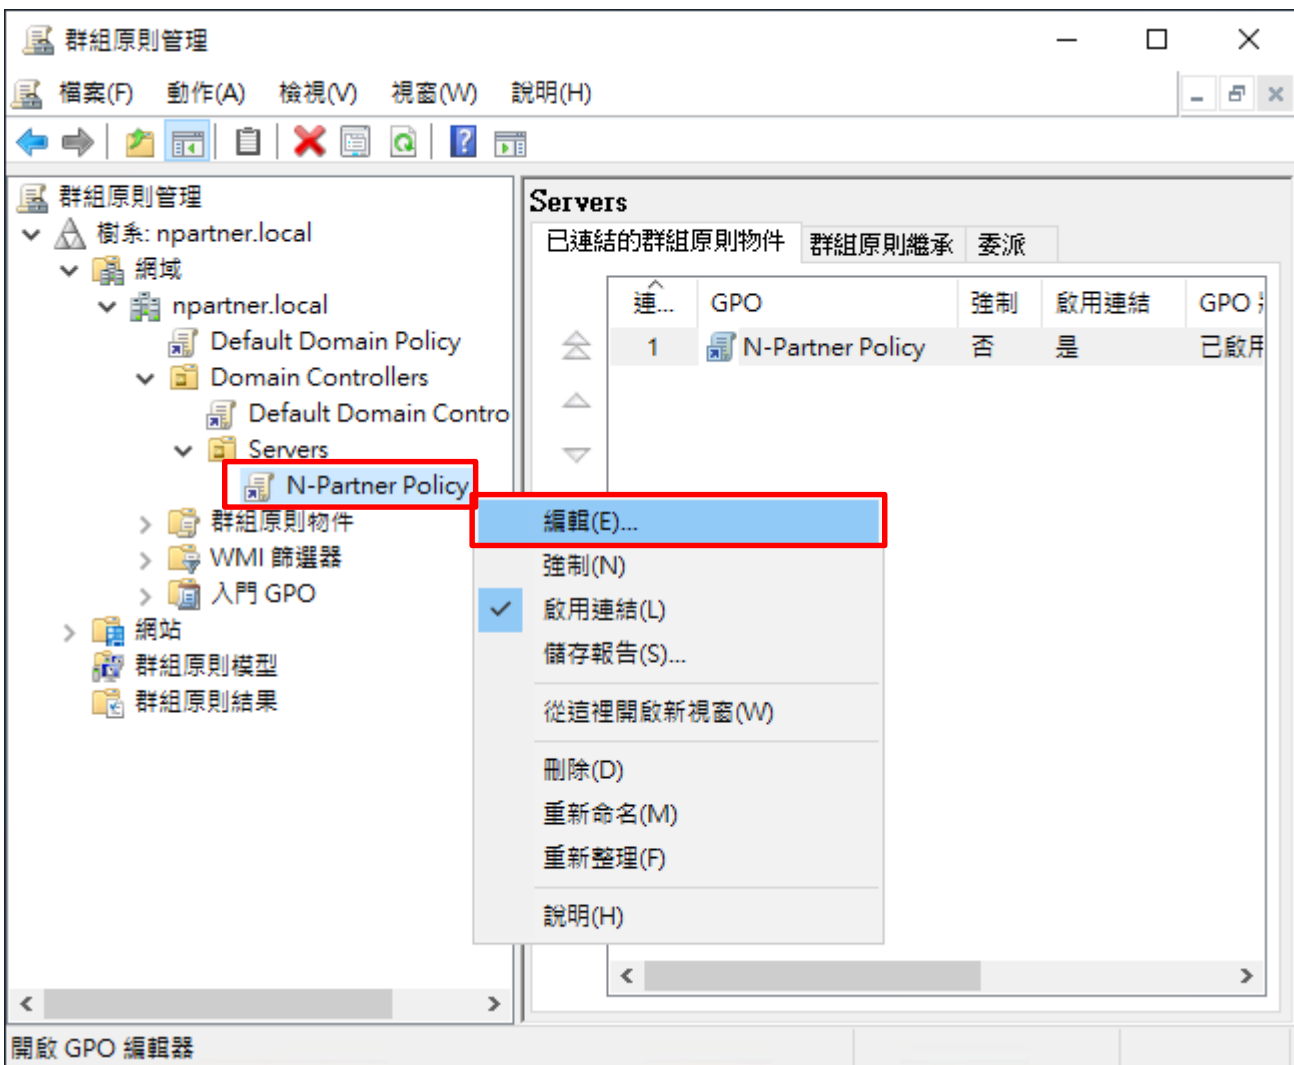 群組原則管理
檔案(F) 動作(A) 檢視(V) 視窗(W) 說明(H)
群組原則管理
樹系: npartner.local
網域
npartner.local
Default Domain Policy
Domain Controllers
Default Domain Contro
Servers
N-Partner Policy
群組原則物件
WMI 篩選器
入門 GPO
網站
群組原則模型
群組原則結果
Servers
已連結的群組原則物件 群組原則繼承 委派
連... GPO 強制 啟用連結 GPO
1 N-Partner Policy 否 是 已啟用
編輯(E)...
強制(N)
啟用連結(L)
儲存報告(S)...
從這裡開啟新視窗(W)
刪除(D)
重新命名(M)
重新整理(F)
說明(H)
開啟 GPO 編輯器